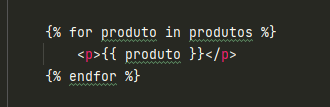 {% for produto in produtos %}
<p>{{ produto }}</p>
{% endfor %}